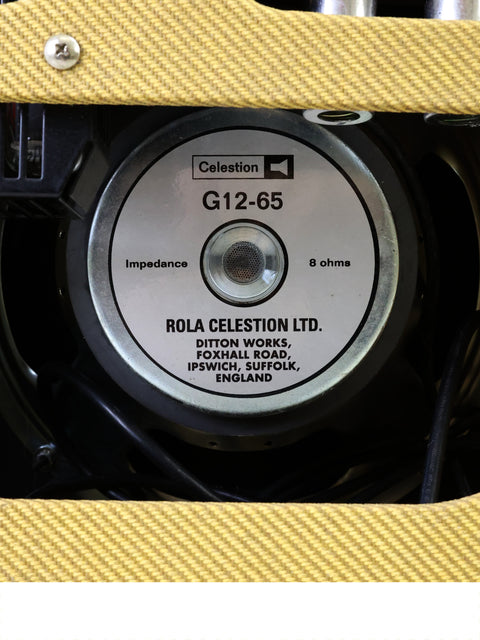 Celestion
G12-65
Impedance 8 ohms
ROLA CELESTION LTD.
DITTON WORKS,
FOXHALL ROAD,
IPSWICH, SUFFOLK,
ENGLAND